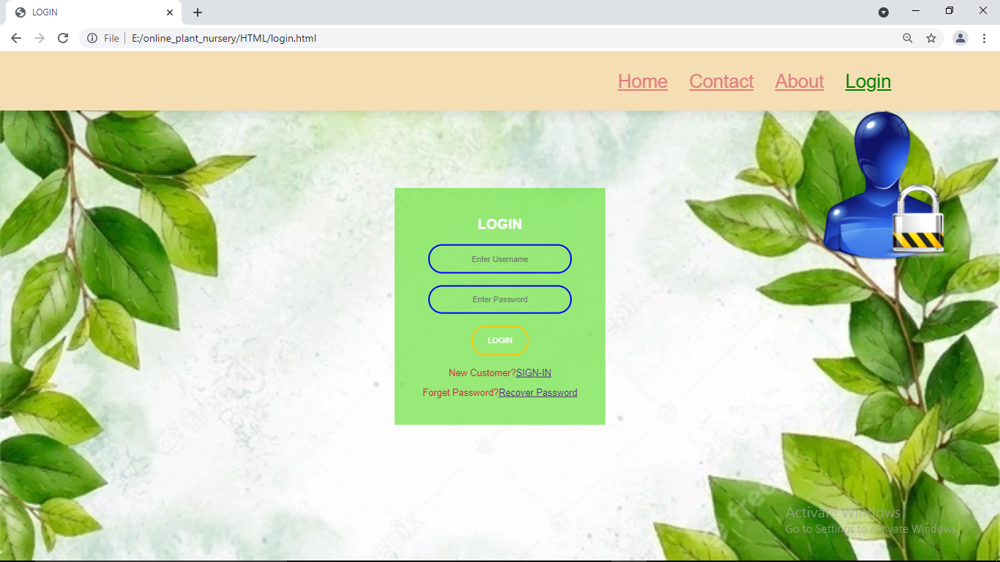 LOGIN
File E:/online_plant_nursery/HTML/login.html
Home Contact About Login
LOGIN
Enter Username
Enter Password
LOGIN
New Customer?SIGN-IN
Forget Password?Recover Password
Activate Windows
Go to Settings to activate Windows.